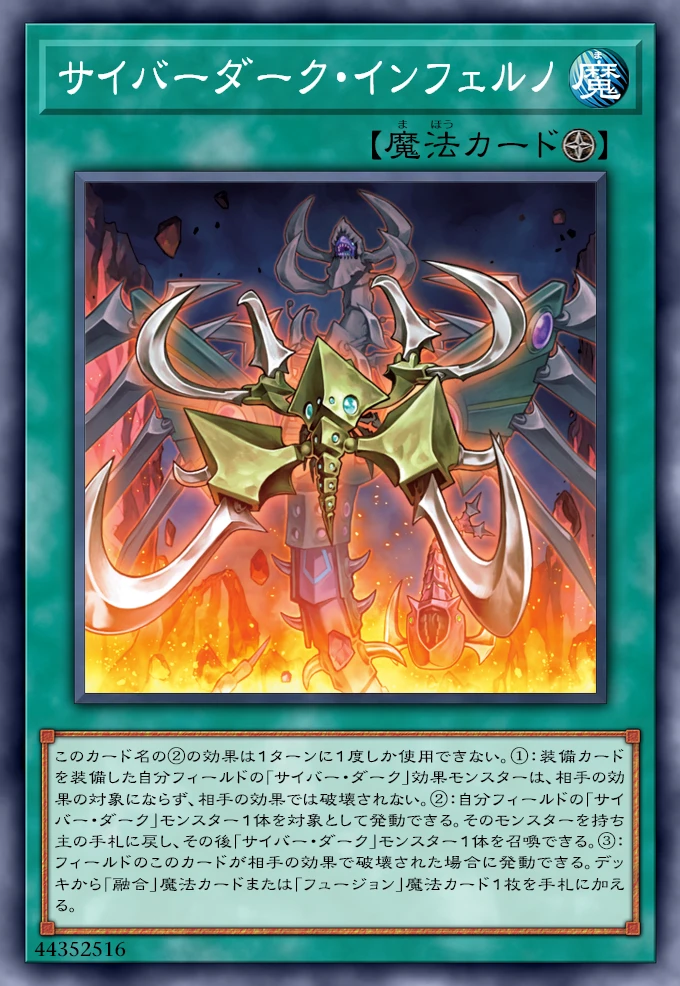 サイバーダーク・インフェルノ 魔
【魔法カード】
このカード名の②の効果は1ターンに1度しか使用できない。①：装備カード
を装備した自分フィールドの「サイバー・ダーク」効果モンスターは、相手の効
果の対象にならず、相手の効果では破壊されない。②：自分フィールドの「サイ
バー・ダーク」モンスター1体を対象として発動できる。そのモンスターを持ち
主の手札に戻し、その後「サイバー・ダーク」モンスター1体を召喚できる。③：
フィールドのこのカードが相手の効果で破壊された場合に発動できる。デッ
キから「融合」魔法カードまたは「フュージョン」魔法カード1枚を手札に加え
る。
44352516